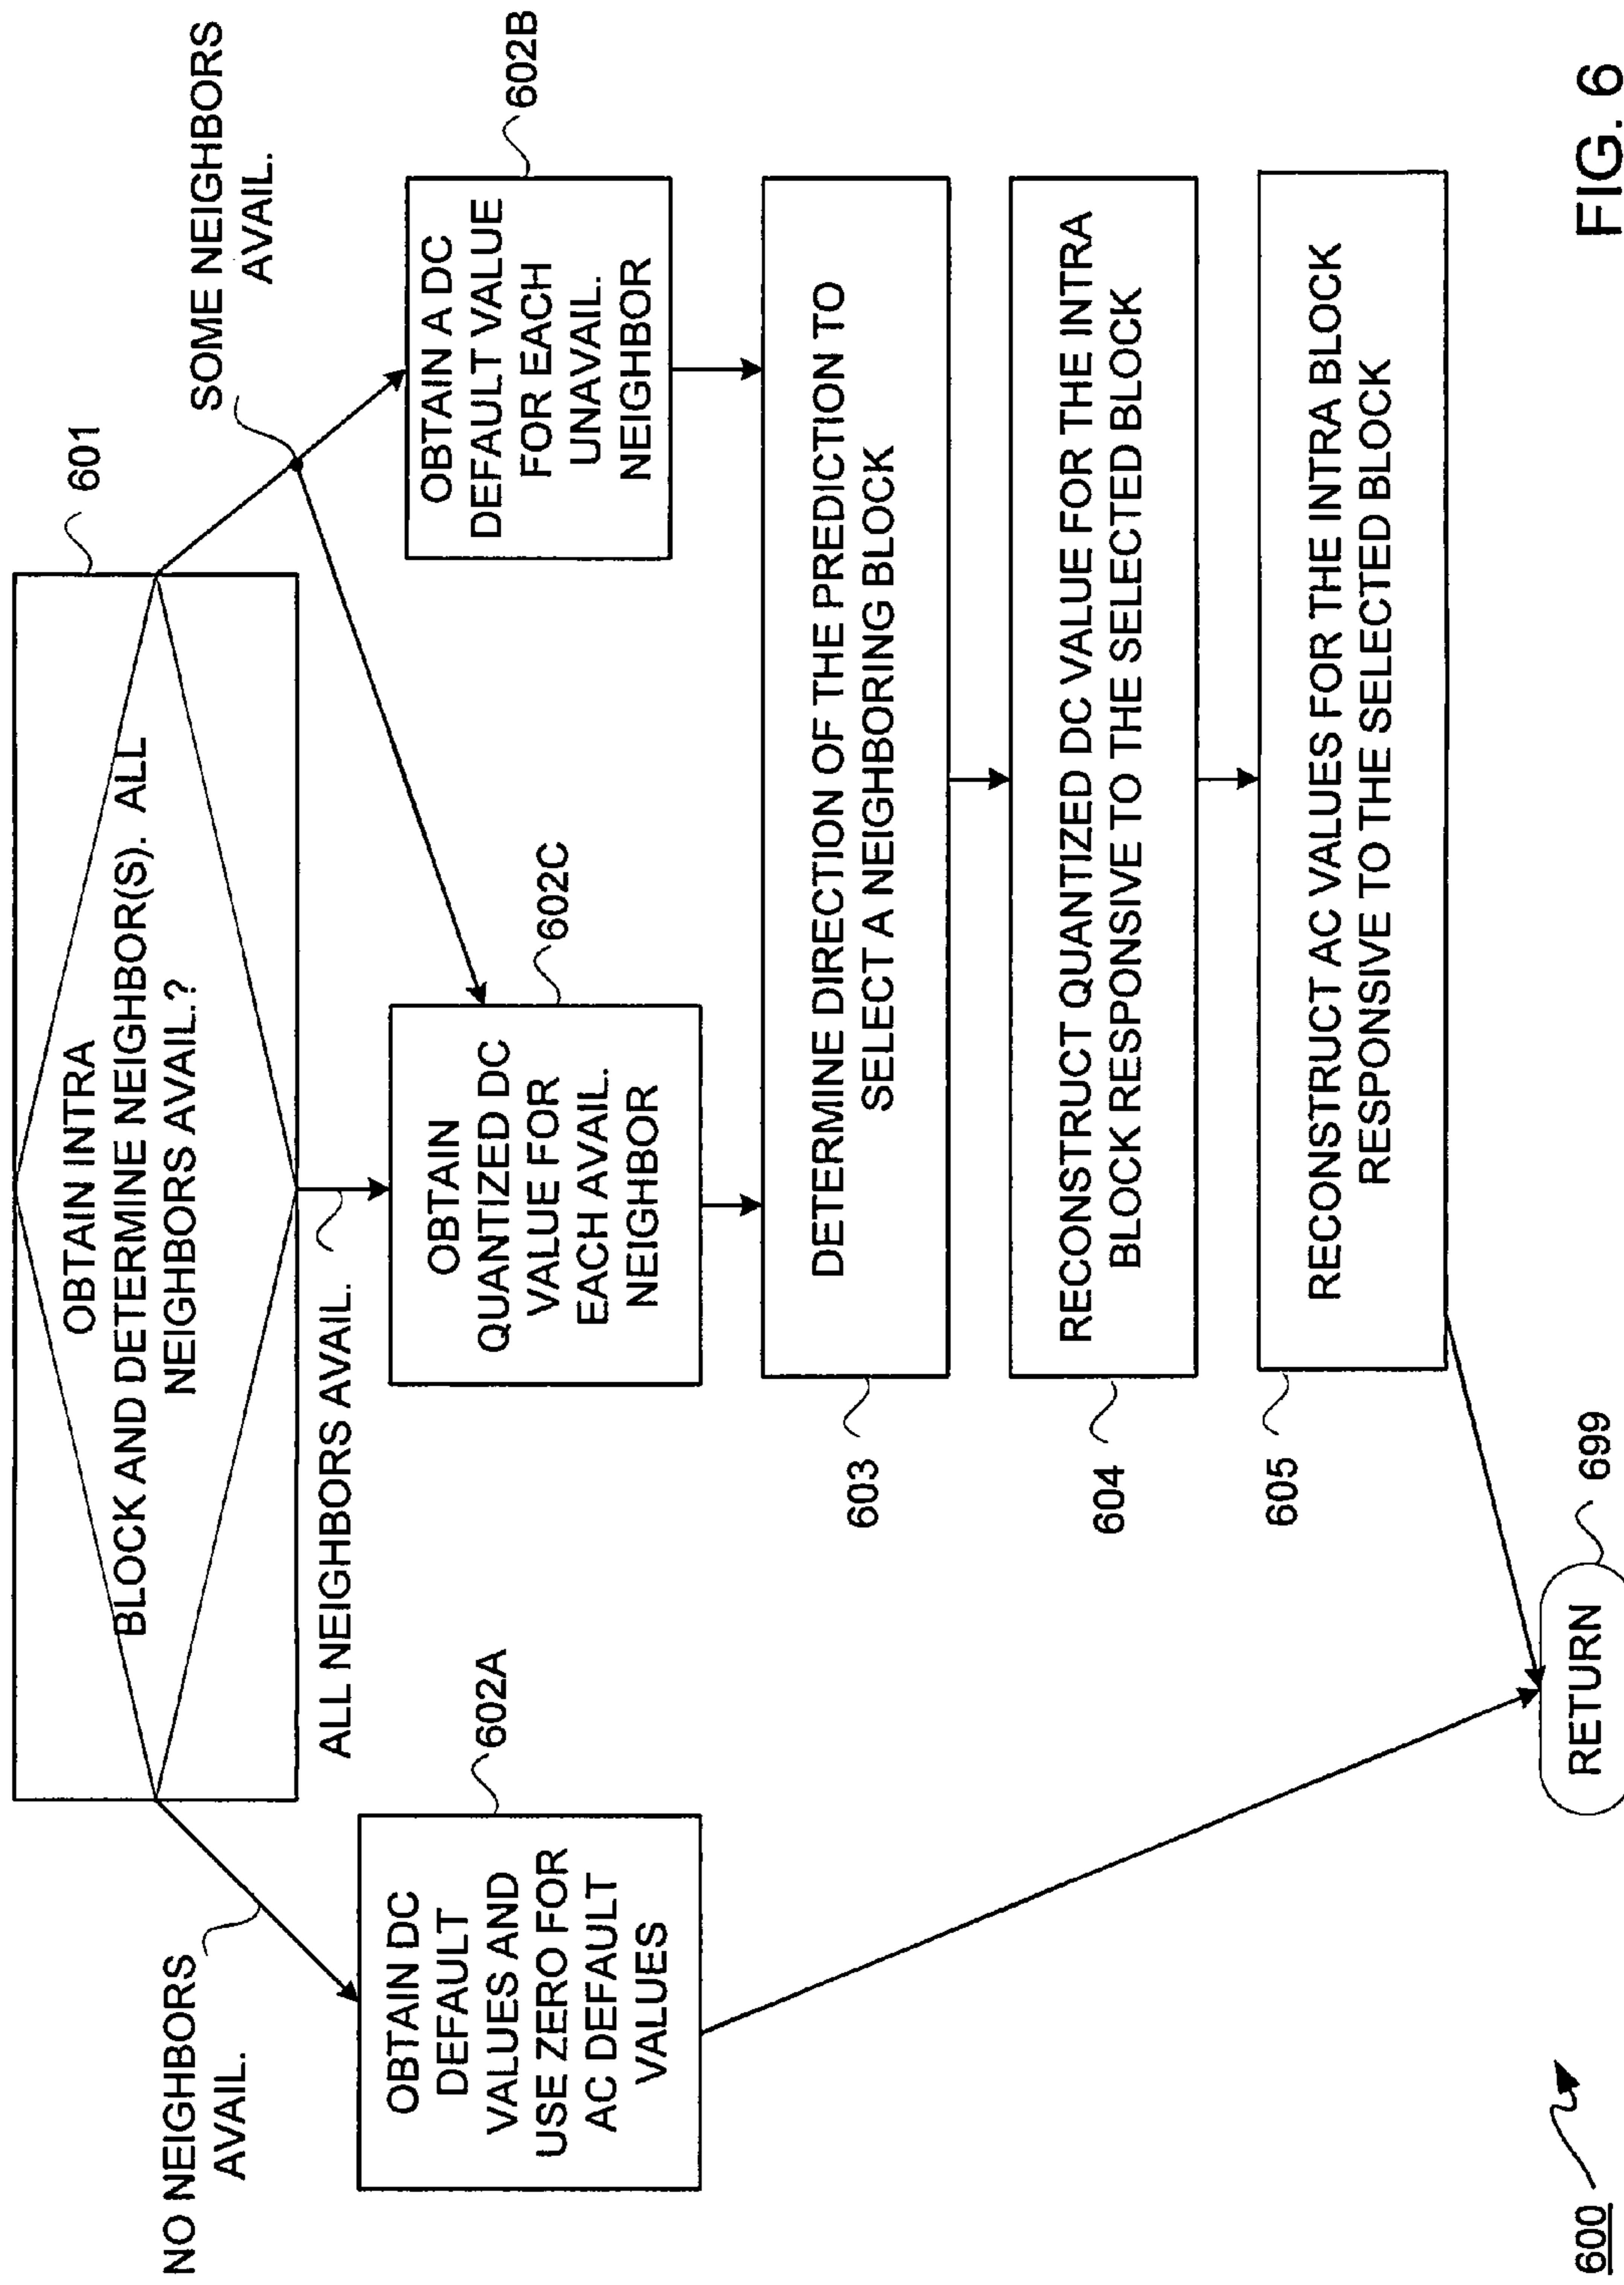 OBTAIN INTRA
BLOCK AND DETERMINE NEIGHBOR(S). ALL
NEIGHBORS AVAIL.?
601
NO NEIGHBORS
AVAIL.
ALL NEIGHBORS AVAIL.
SOME NEIGHBORS
AVAIL.
OBTAIN DC
DEFAULT
VALUES AND
USE ZERO FOR
AC DEFAULT
VALUES
602A
OBTAIN
QUANTIZED DC
VALUE FOR
EACH AVAIL.
NEIGHBOR
602C
OBTAIN A DC
DEFAULT VALUE
FOR EACH
UNAVAIL.
NEIGHBOR
602B
DETERMINE DIRECTION OF THE PREDICTION TO
SELECT A NEIGHBORING BLOCK
603
RECONSTRUCT QUANTIZED DC VALUE FOR THE INTRA
BLOCK RESPONSIVE TO THE SELECTED BLOCK
604
RECONSTRUCT AC VALUES FOR THE INTRA BLOCK
RESPONSIVE TO THE SELECTED BLOCK
605
RETURN
699
600
FIG. 6